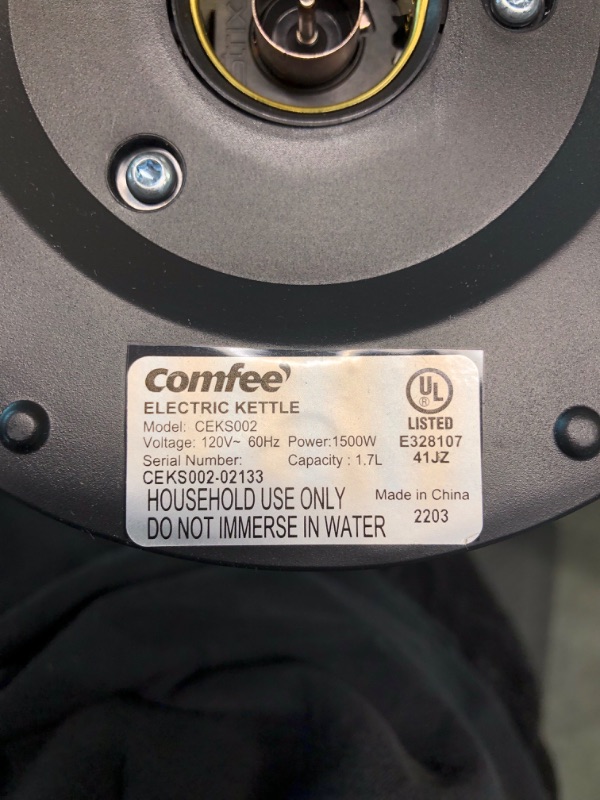 comfee'
ELECTRIC KETTLE
Model: CEKS002
Voltage: 120V~ 60Hz Power:1500W
Serial Number: Capacity : 1.7L
CEKS002-02133
HOUSEHOLD USE ONLY
DO NOT IMMERSE IN WATER
UL
LISTED
E328107
41JZ
Made in China
2203